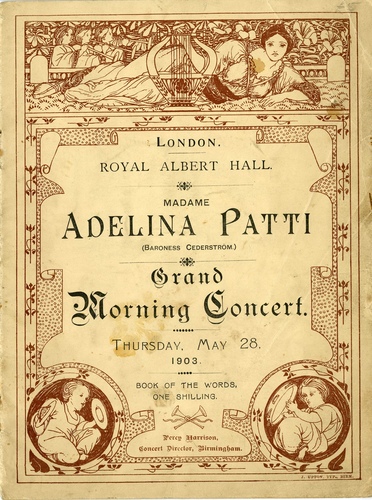 LONDON.
ROYAL ALBERT HALL.
MADAME
ADELINA PATTI
(BARONESS CEDERSTRÖM.)
Grand
Morning Concert.
THURSDAY, MAY 28,
1903.
BOOK OF THE WORDS,
ONE SHILLING.
Percy Harrison,
Concert Director, Birmingham.